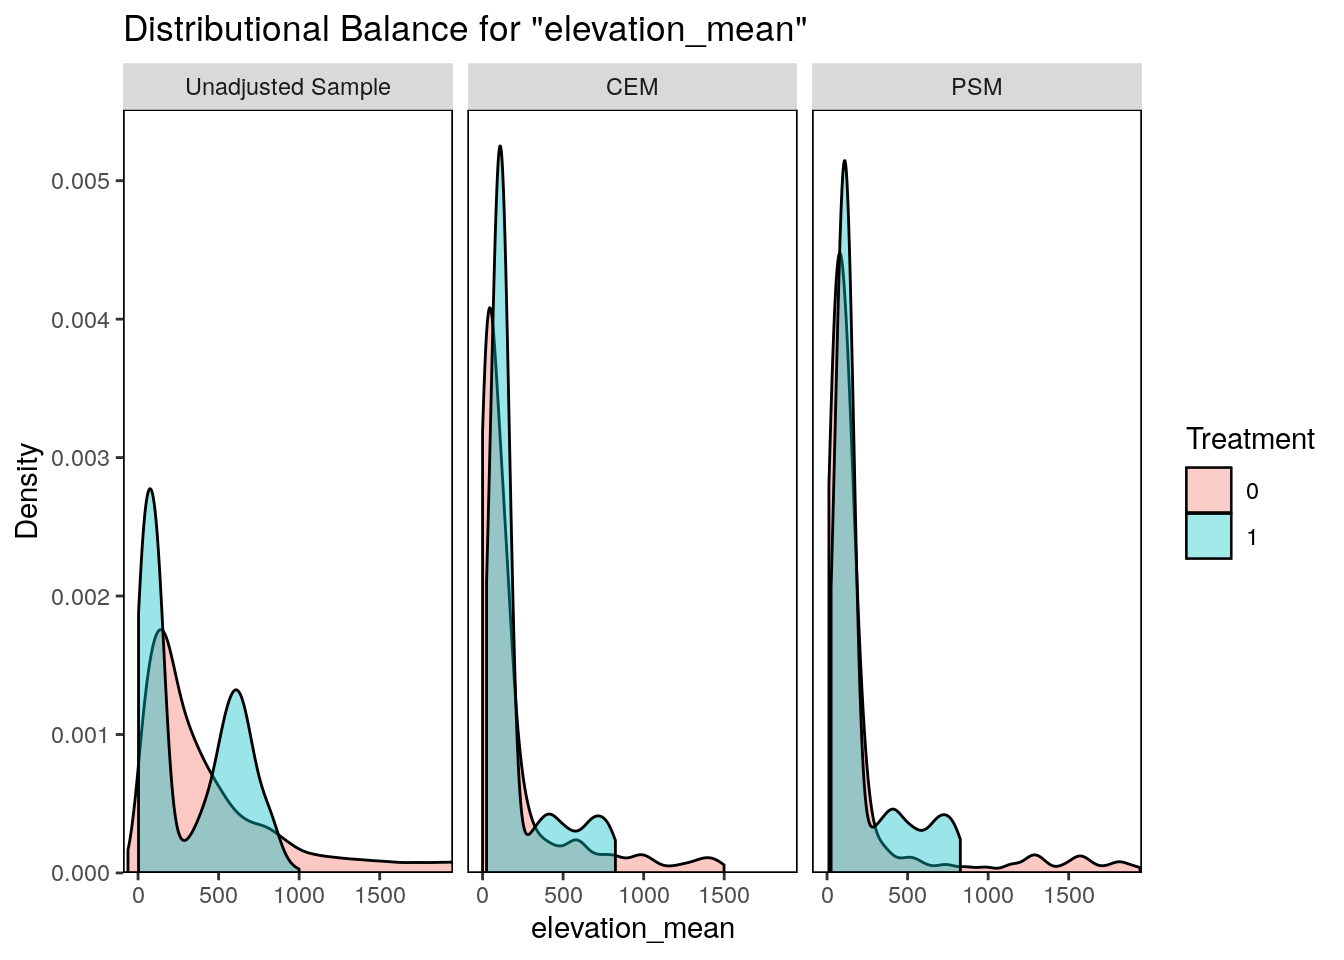 Distributional Balance for "elevation_mean"
Unadjusted Sample
CEM
PSM
Density
0.005
0.004
0.003
0.002
0.001
0.000
0 500 1000 1500
0 500 1000 1500
0 500 1000 1500
elevation_mean
Treatment
0
1